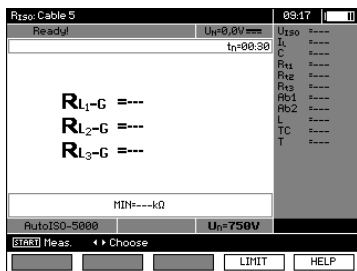 RISO: Cable 5
09:17
Ready!
UN=0,0V
tn=00:30
RL1-G =---
RL2-G =---
RL3-G =---
MIN=---kΩ
AutoISO-5000
Un=750V
UISO =---
IL =---
C =---
Rt1 =---
Rt2 =---
Rt3 =---
Ab1 =---
Ab2 =---
L =---
TC =---
T =---
START Meas. ◂▸ Choose
LIMIT
HELP